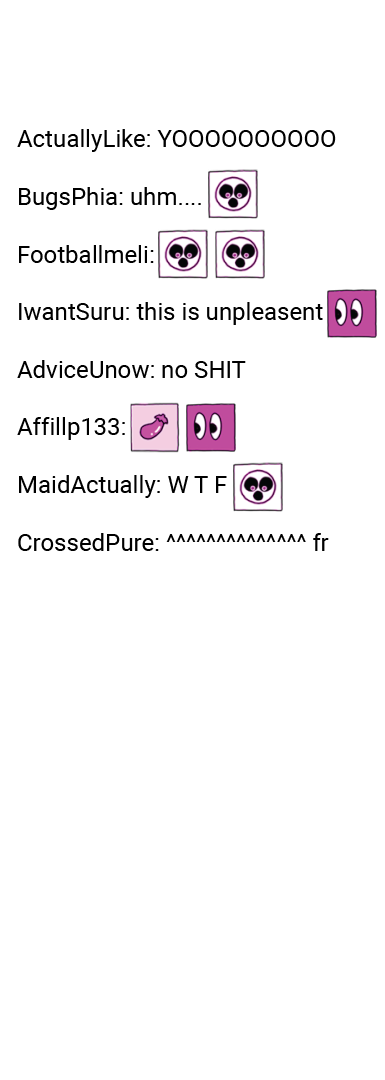 ActuallyLike: YOOOOOOOOOO
BugsPhia: uhm....
Footballmeli:
IwantSuru: this is unpleasent
AdviceUnow: no SHIT
Affillp133:
MaidActually: W T F
CrossedPure: ^^^^^^^^^^^^^^ fr